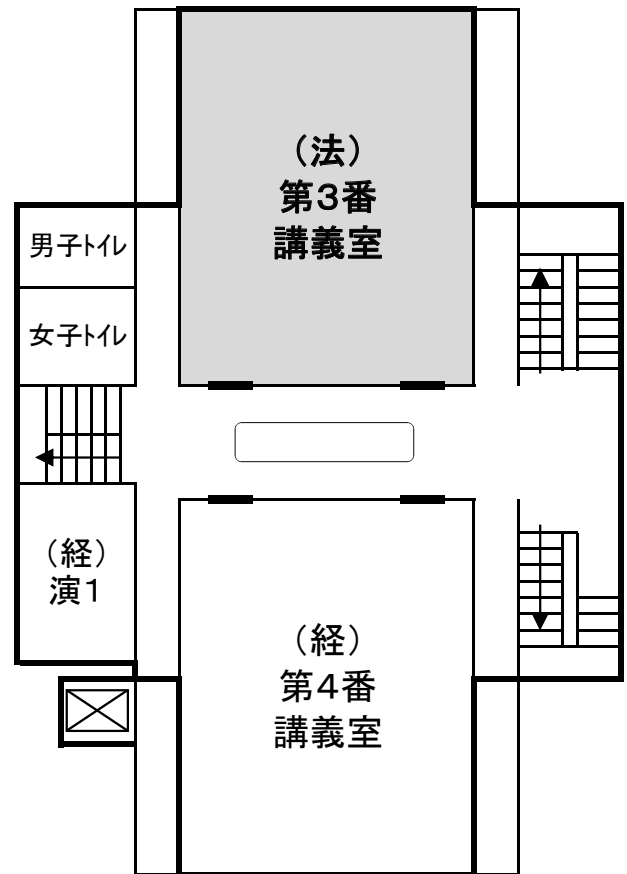 （法）
第3番
講義室
男子ﾄｲﾚ
女子ﾄｲﾚ
（経）
演1
（経）
第4番
講義室